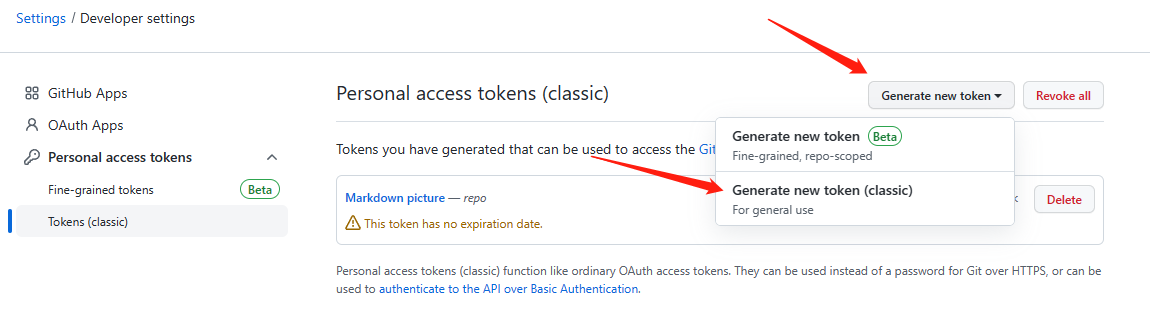 Settings / Developer settings
GitHub Apps
OAuth Apps
Personal access tokens
Fine-grained tokens Beta
Tokens (classic)
Personal access tokens (classic)
Generate new token
Revoke all
Generate new token Beta
Fine-grained, repo-scoped
Generate new token (classic)
For general use
Tokens you have generated that can be used to access the
Markdown picture — repo
Delete
This token has no expiration date.
Personal access tokens (classic) function like ordinary OAuth access tokens. They can be used instead of a password for Git over HTTPS, or can be
used to authenticate to the API over Basic Authentication.